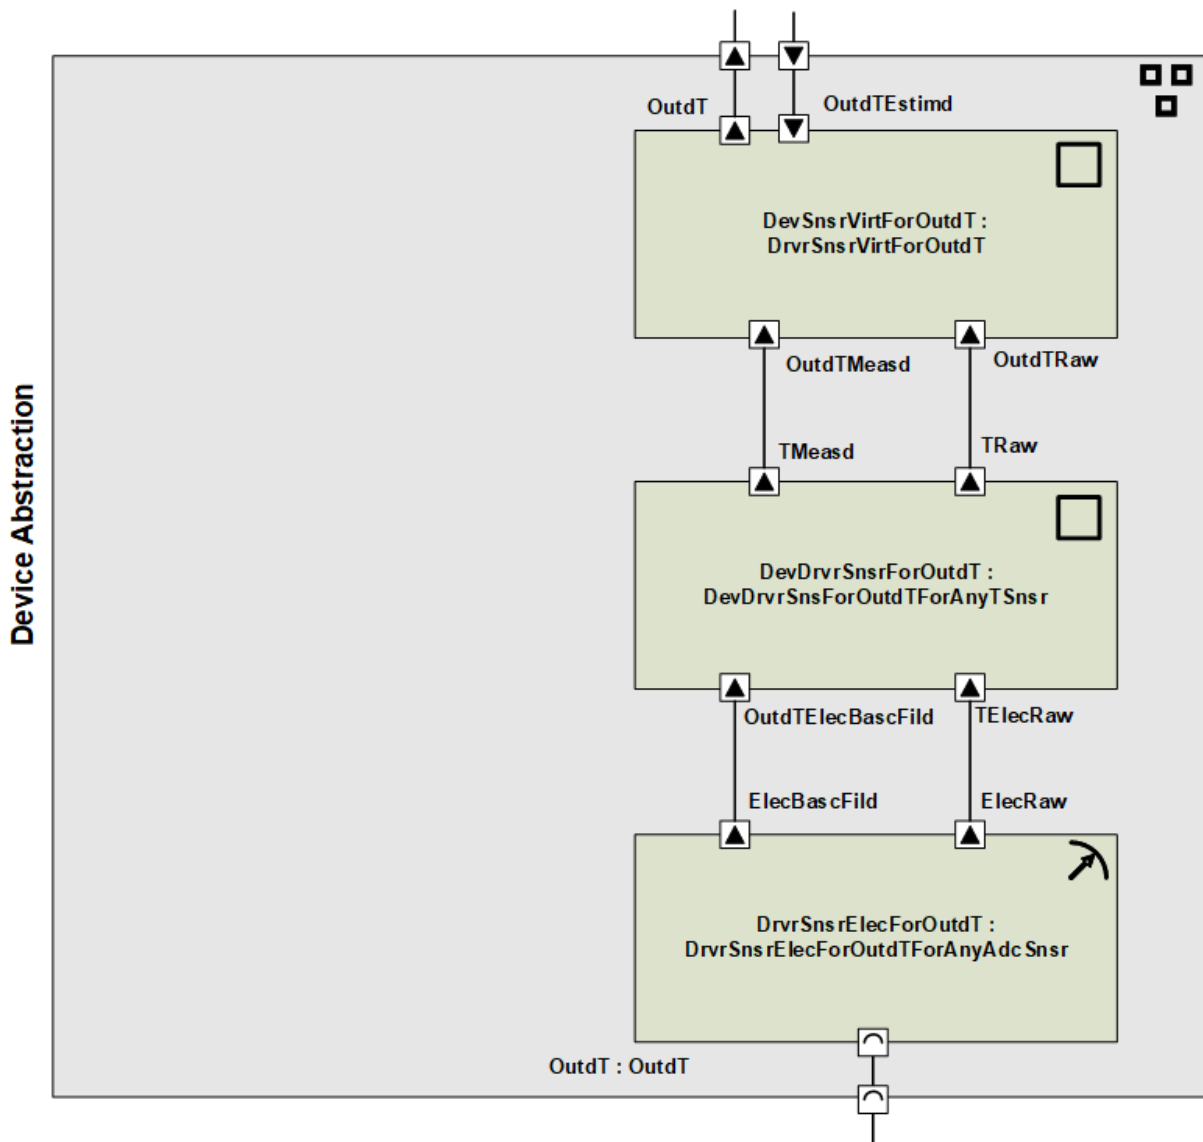 OutdT
OutdTEstimd
DevSnsrVirtForOutdT :
DrvrSnsrVirtForOutdT
OutdTMeasd
OutdTRaw
TMeasd
TRaw
Device Abstraction
DevDrvrSnsrForOutdT :
DevDrvrSnsForOutdTForAnyTSnsr
OutdTElecBascFild
TElecRaw
ElecBascFild
ElecRaw
DrvrSnsrElecForOutdT :
DrvrSnsrElecForOutdTForAnyAdcSnsr
OutdT : OutdT